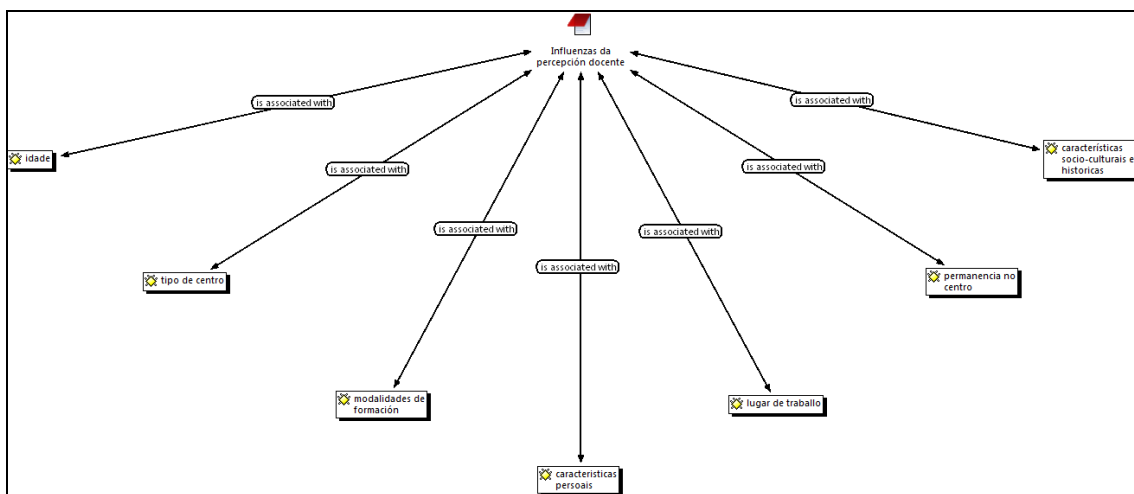 Influenzas da
percepción docente
is associated with
is associated with
idade
características
socio-culturais e
historicas
is associated with
is associated with
is associated with
is associated with
is associated with
tipo de centro
permanencia no
centro
modalidades de
formación
lugar de traballo
caracteristicas
persoais